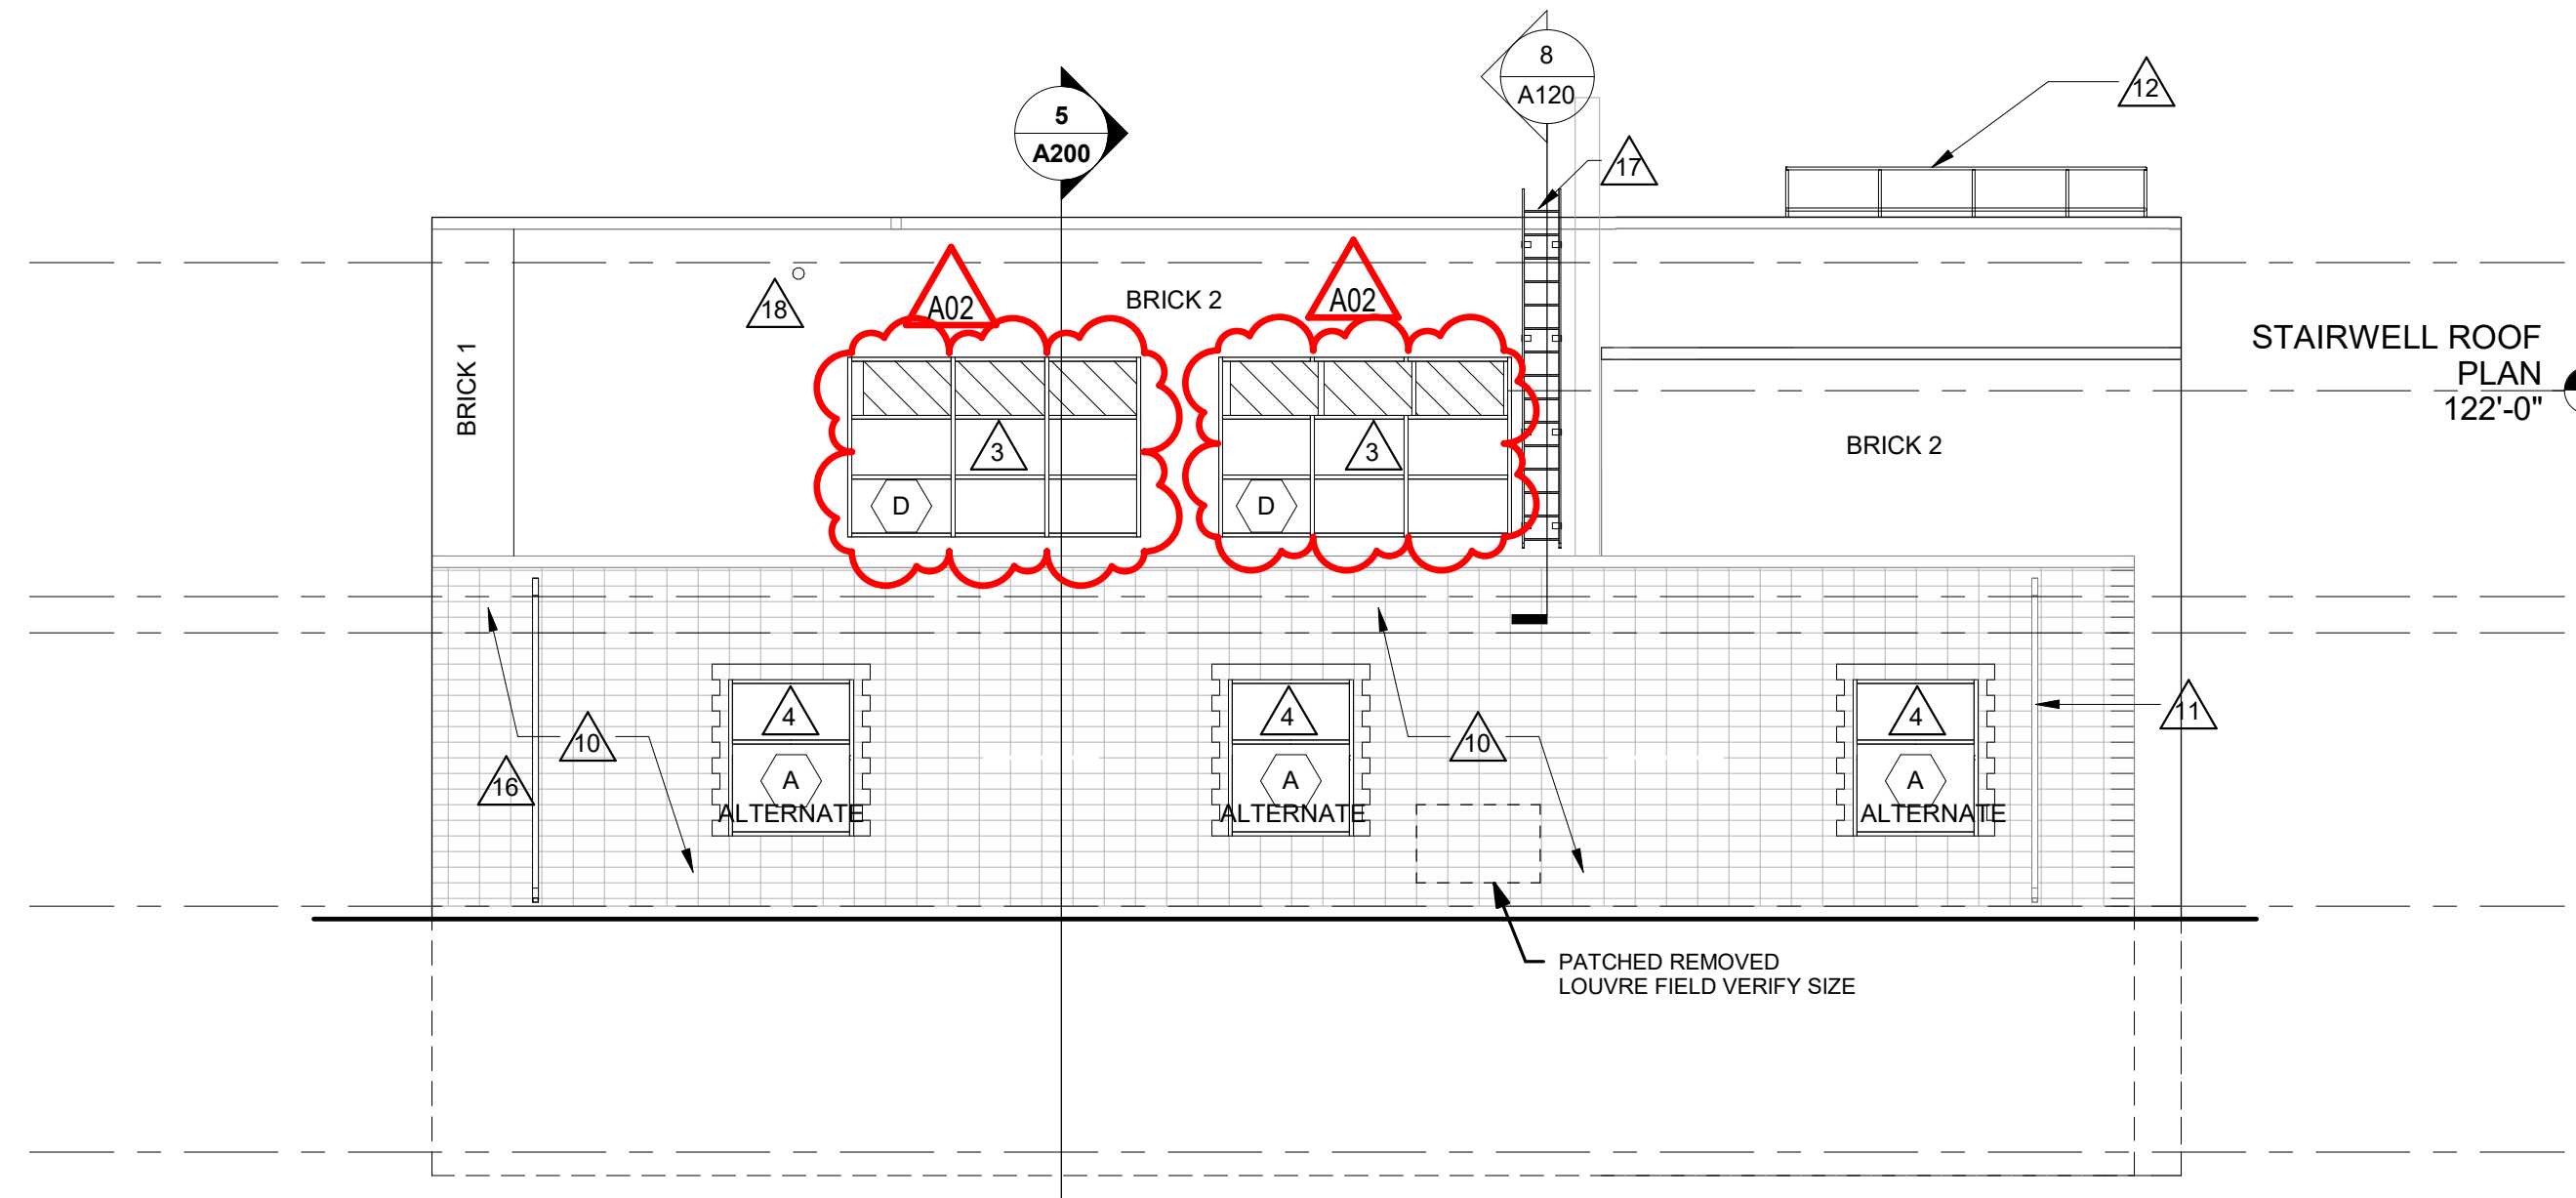 8
A120
12
5
A200
17
A02
A02
BRICK 2
18
STAIRWELL ROOF
PLAN
122'-0"
BRICK 1
3
3
BRICK 2
D
D
4
4
4
11
10
10
16
A
A
A
ALTERNATE
ALTERNATE
ALTERNATE
PATCHED REMOVED
LOUVRE FIELD VERIFY SIZE